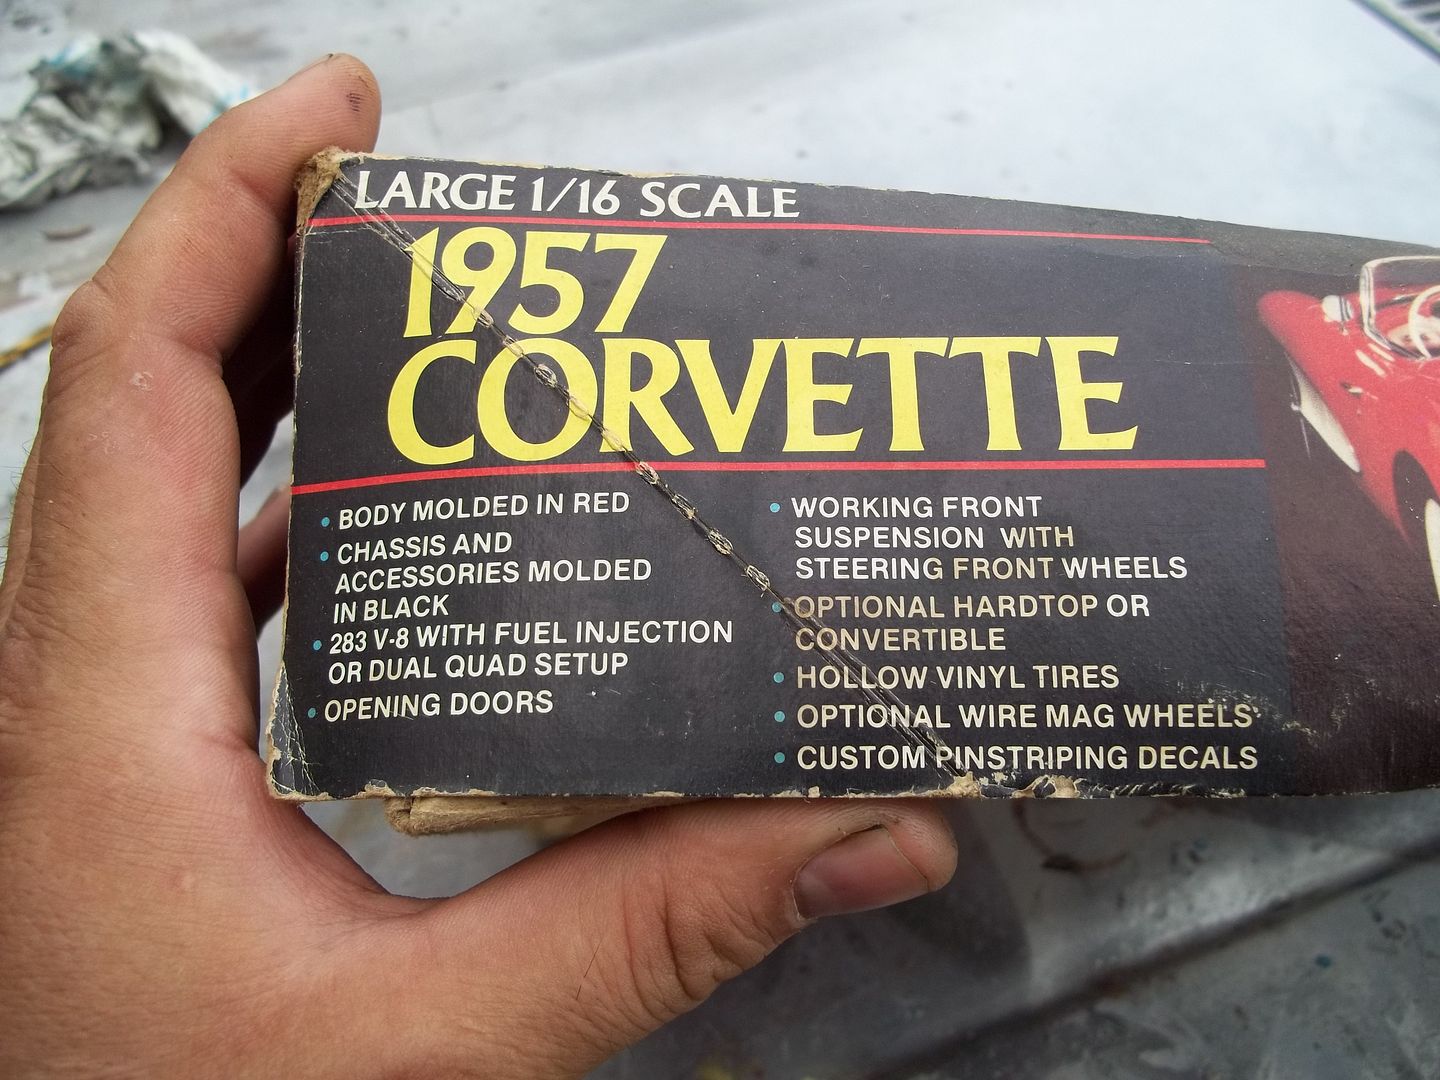 LARGE 1/16 SCALE
1957
CORVETTE
• BODY MOLDED IN RED
• CHASSIS AND
ACCESSORIES MOLDED
IN BLACK
• 283 V-8 WITH FUEL INJECTION
OR DUAL QUAD SETUP
• OPENING DOORS
• WORKING FRONT
SUSPENSION WITH
STEERING FRONT WHEELS
• OPTIONAL HARDTOP OR
CONVERTIBLE
• HOLLOW VINYL TIRES
• OPTIONAL WIRE MAG WHEELS
• CUSTOM PINSTRIPING DECALS